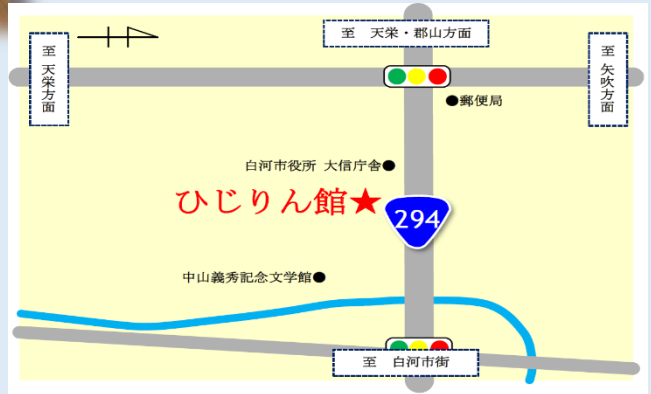 至 天栄・郡山方面
至 天栄方面
至 矢吹方面
●郵便局
白河市役所 大信庁舎●
ひじりん館★
294
中山義秀記念文学館●
至 白河市街